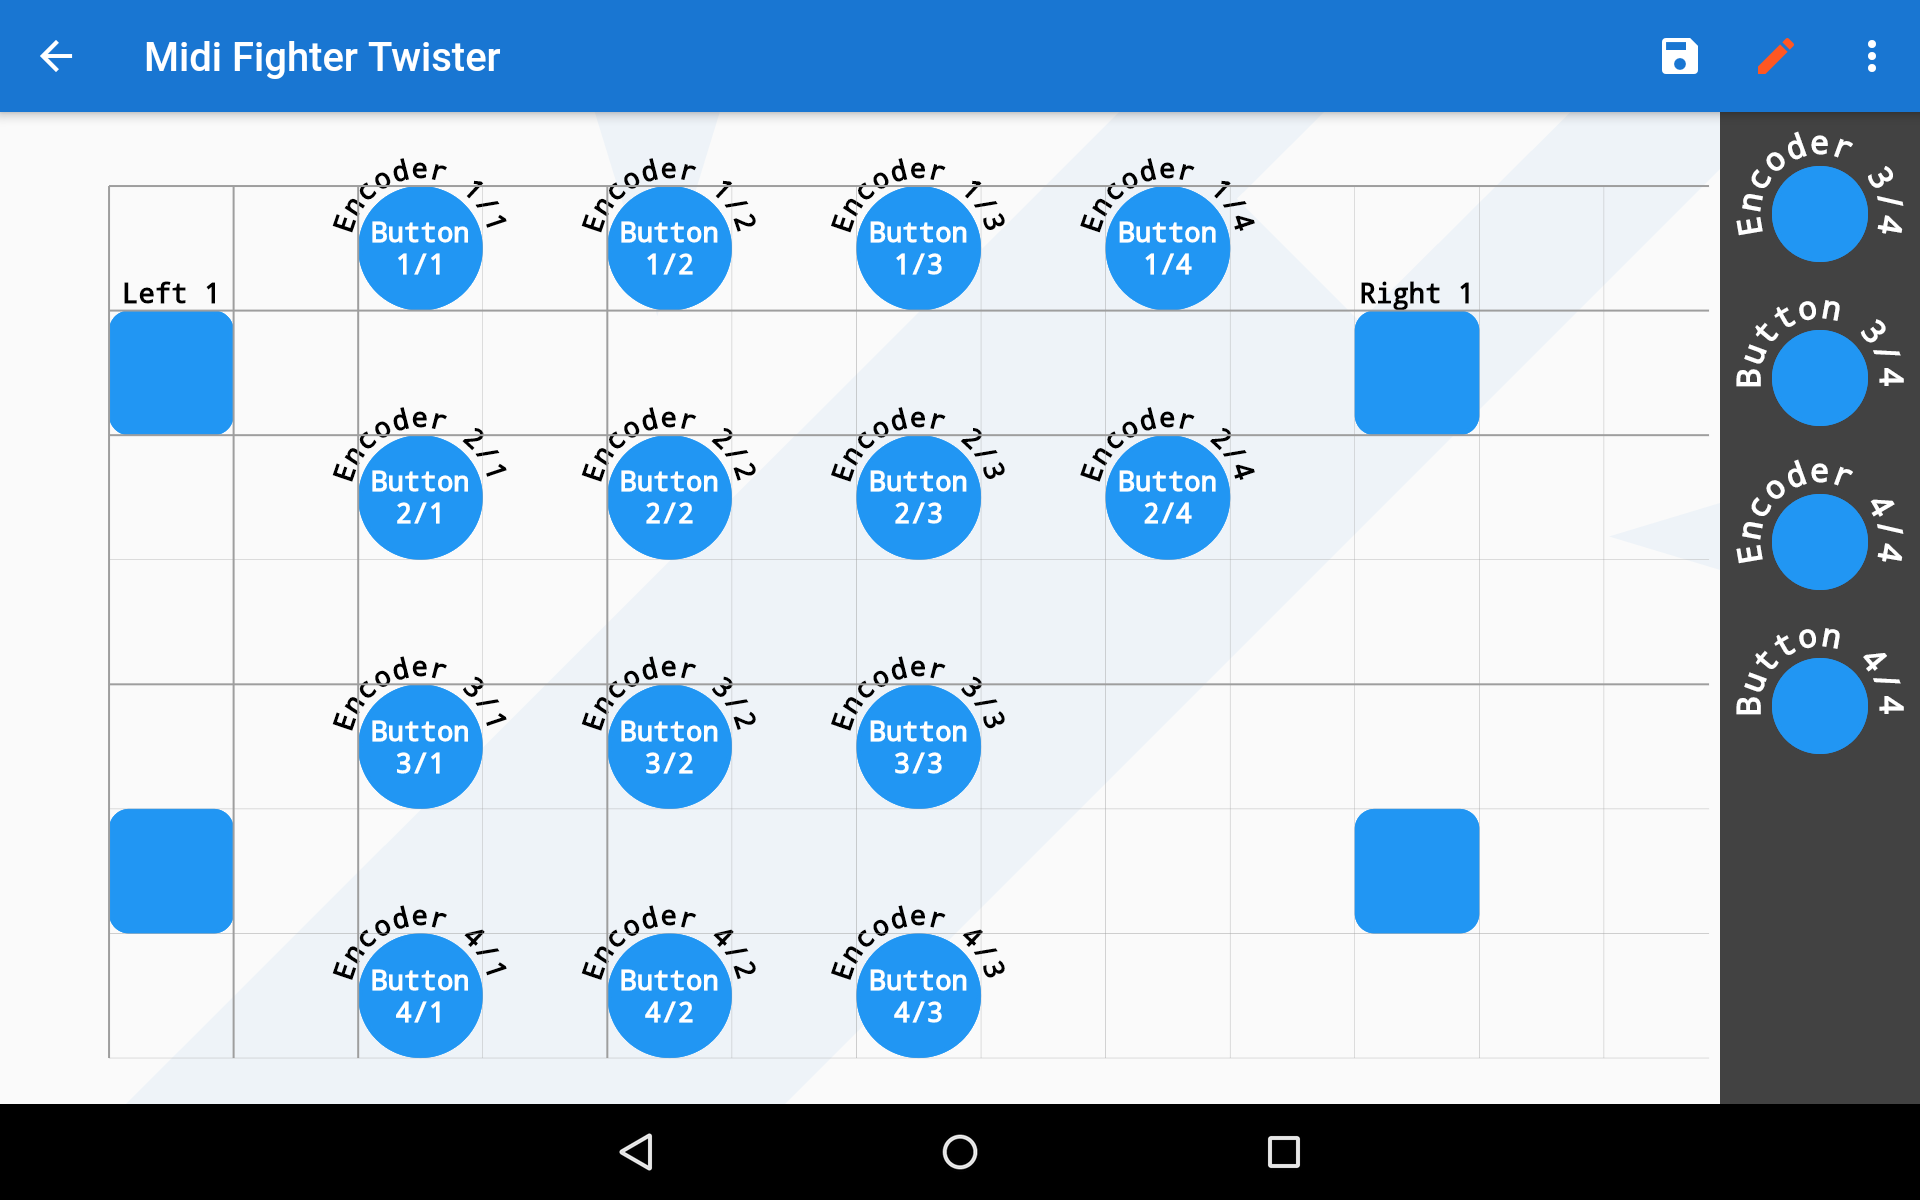 Midi Fighter Twister
Encoder 1/1
Encoder 1/2
Encoder 1/3
Encoder 1/4
Button
1/1
Button
1/2
Button
1/3
Button
1/4
Left 1
Right 1
Encoder 2/1
Encoder 2/2
Encoder 2/3
Encoder 2/4
Button
2/1
Button
2/2
Button
2/3
Button
2/4
Encoder 3/1
Encoder 3/2
Encoder 3/3
Button
3/1
Button
3/2
Button
3/3
Encoder 4/1
Encoder 4/2
Encoder 4/3
Button
4/1
Button
4/2
Button
4/3
Encoder 3/4
Button 3/4
Encoder 4/4
Button 4/4